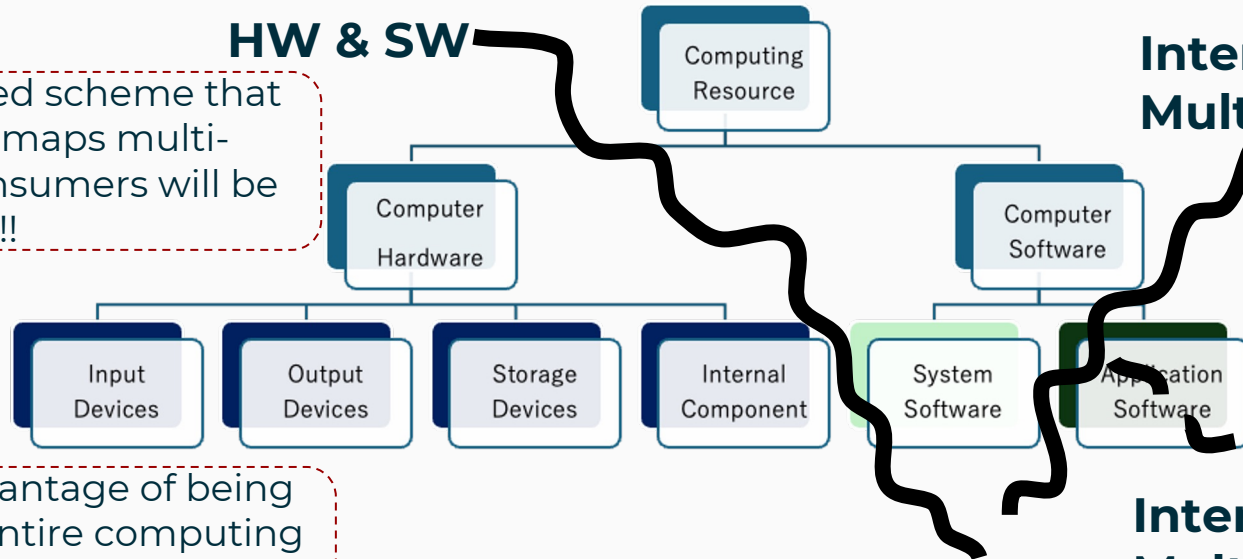 HW & SW
ed scheme that
maps multi-
nsumers will be
!!
Computing
Resource
Inter
Mult
Computer
Hardware
Computer
Software
Input
Devices
Output
Devices
Storage
Devices
Internal
Component
System
Software
Application
Software
antage of being
ntire computing
Inter